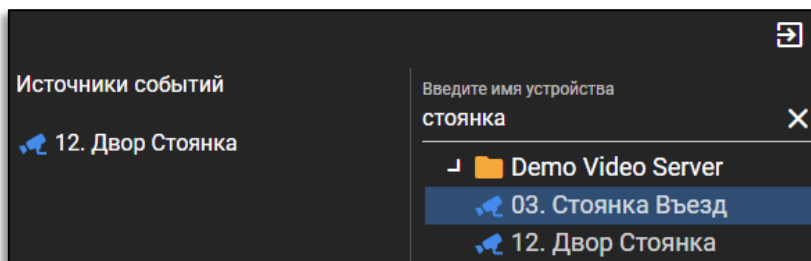 Источники событий
12. Двор Стоянка
Введите имя устройства
стоянка
Demo Video Server
03. Стоянка Въезд
12. Двор Стоянка